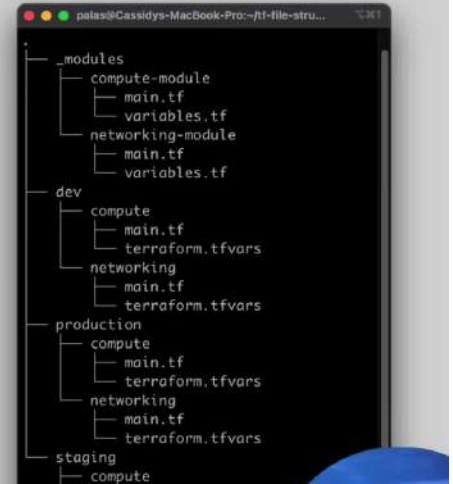 palas@Cassidys-MacBook-Pro:~/tf-file-stru... ⌥⌘1
.
├── _modules
│   ├── compute-module
│   │   ├── main.tf
│   │   └── variables.tf
│   └── networking-module
│       ├── main.tf
│       └── variables.tf
├── dev
│   ├── compute
│   │   ├── main.tf
│   │   └── terraform.tfvars
│   └── networking
│       ├── main.tf
│       └── terraform.tfvars
├── production
│   ├── compute
│   │   ├── main.tf
│   │   └── terraform.tfvars
│   └── networking
│       ├── main.tf
│       └── terraform.tfvars
└── staging
    ├── compute